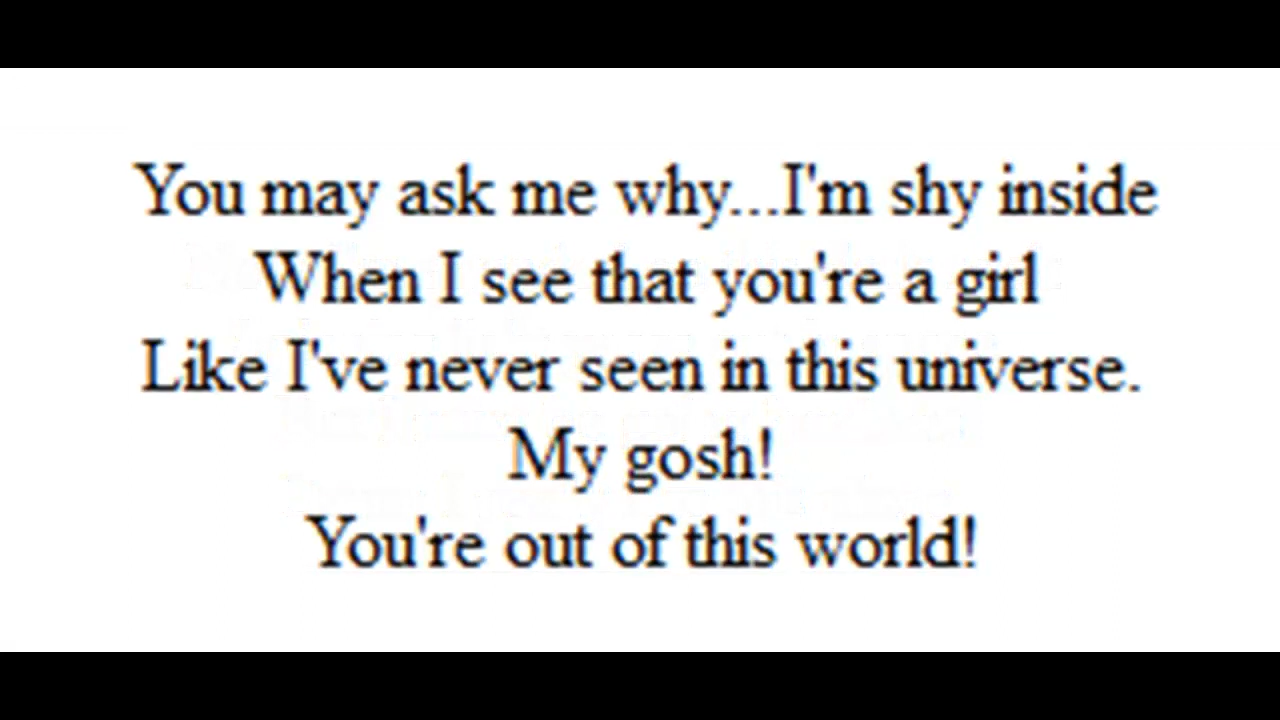 You may ask me why...I'm shy inside
When I see that you're a girl
Like I've never seen in this universe.
My gosh!
You're out of this world!